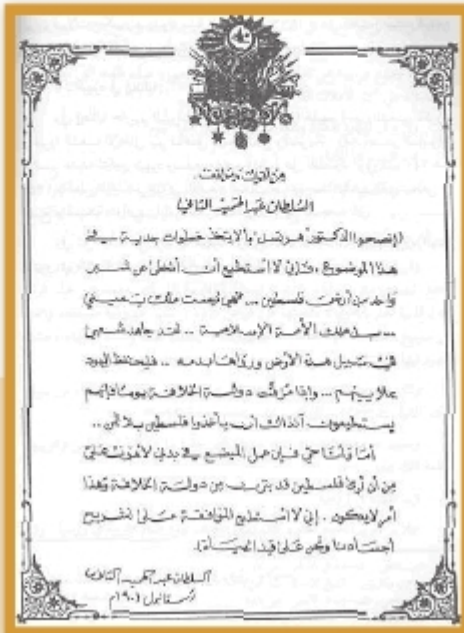 من أقوال ومواقف
السلطان عبد الحميد الثاني
انصحوا الدكتور هرتزل بألا يتخذ خطوات جدية في
هذا الموضوع، فإني لا أستطيع أن أتخلى عن شبر
واحد من أرض فلسطين ... فهي ليست ملك يميني
... بل ملك الأمة الإسلامية .. لقد جاهد شعبي
في سبيل هذه الأرض وروّاها بدمه .. فليحتفظ اليهود
بملايينهم ... وإذا مُزقت دولة الخلافة يوماً فإنهم
يستطيعون آنذاك أن يأخذوا فلسطين بلا ثمن ..
أما وأنا حيّ فإن عمل المبضع في بدني لأهون عليّ
من أن أرى فلسطين قد بترت من دولة الخلافة وهذا
أمر لا يكون. إني لا أستطيع الموافقة على تشريح
أجسادنا ونحن على قيد الحياة).
السلطان عبد الحميد الثاني
١٩٠١م